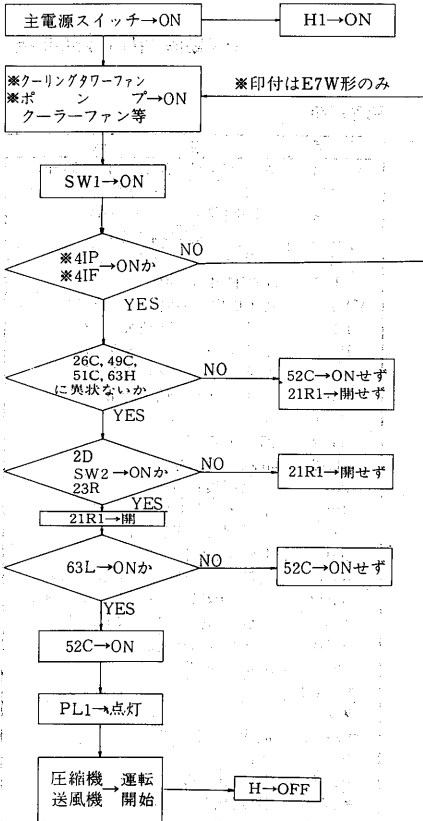 主電源スイッチ→ON
H1→ON
※クーリングタワーファン
※ポンプ→ON
クーラーファン等
※印付はE7W形のみ
SW1→ON
※4IP
※4IF→ONか
NO
YES
26C, 49C,
51C, 63H
に異状ないか
NO
52C→ONせず
21R1→開せず
YES
2D
SW2→ONか
23R
NO
21R1→開せず
YES
21R1→開
63L→ONか
NO
52C→ONせず
YES
52C→ON
PL1→点灯
圧縮機→運転
送風機 開始
H→OFF